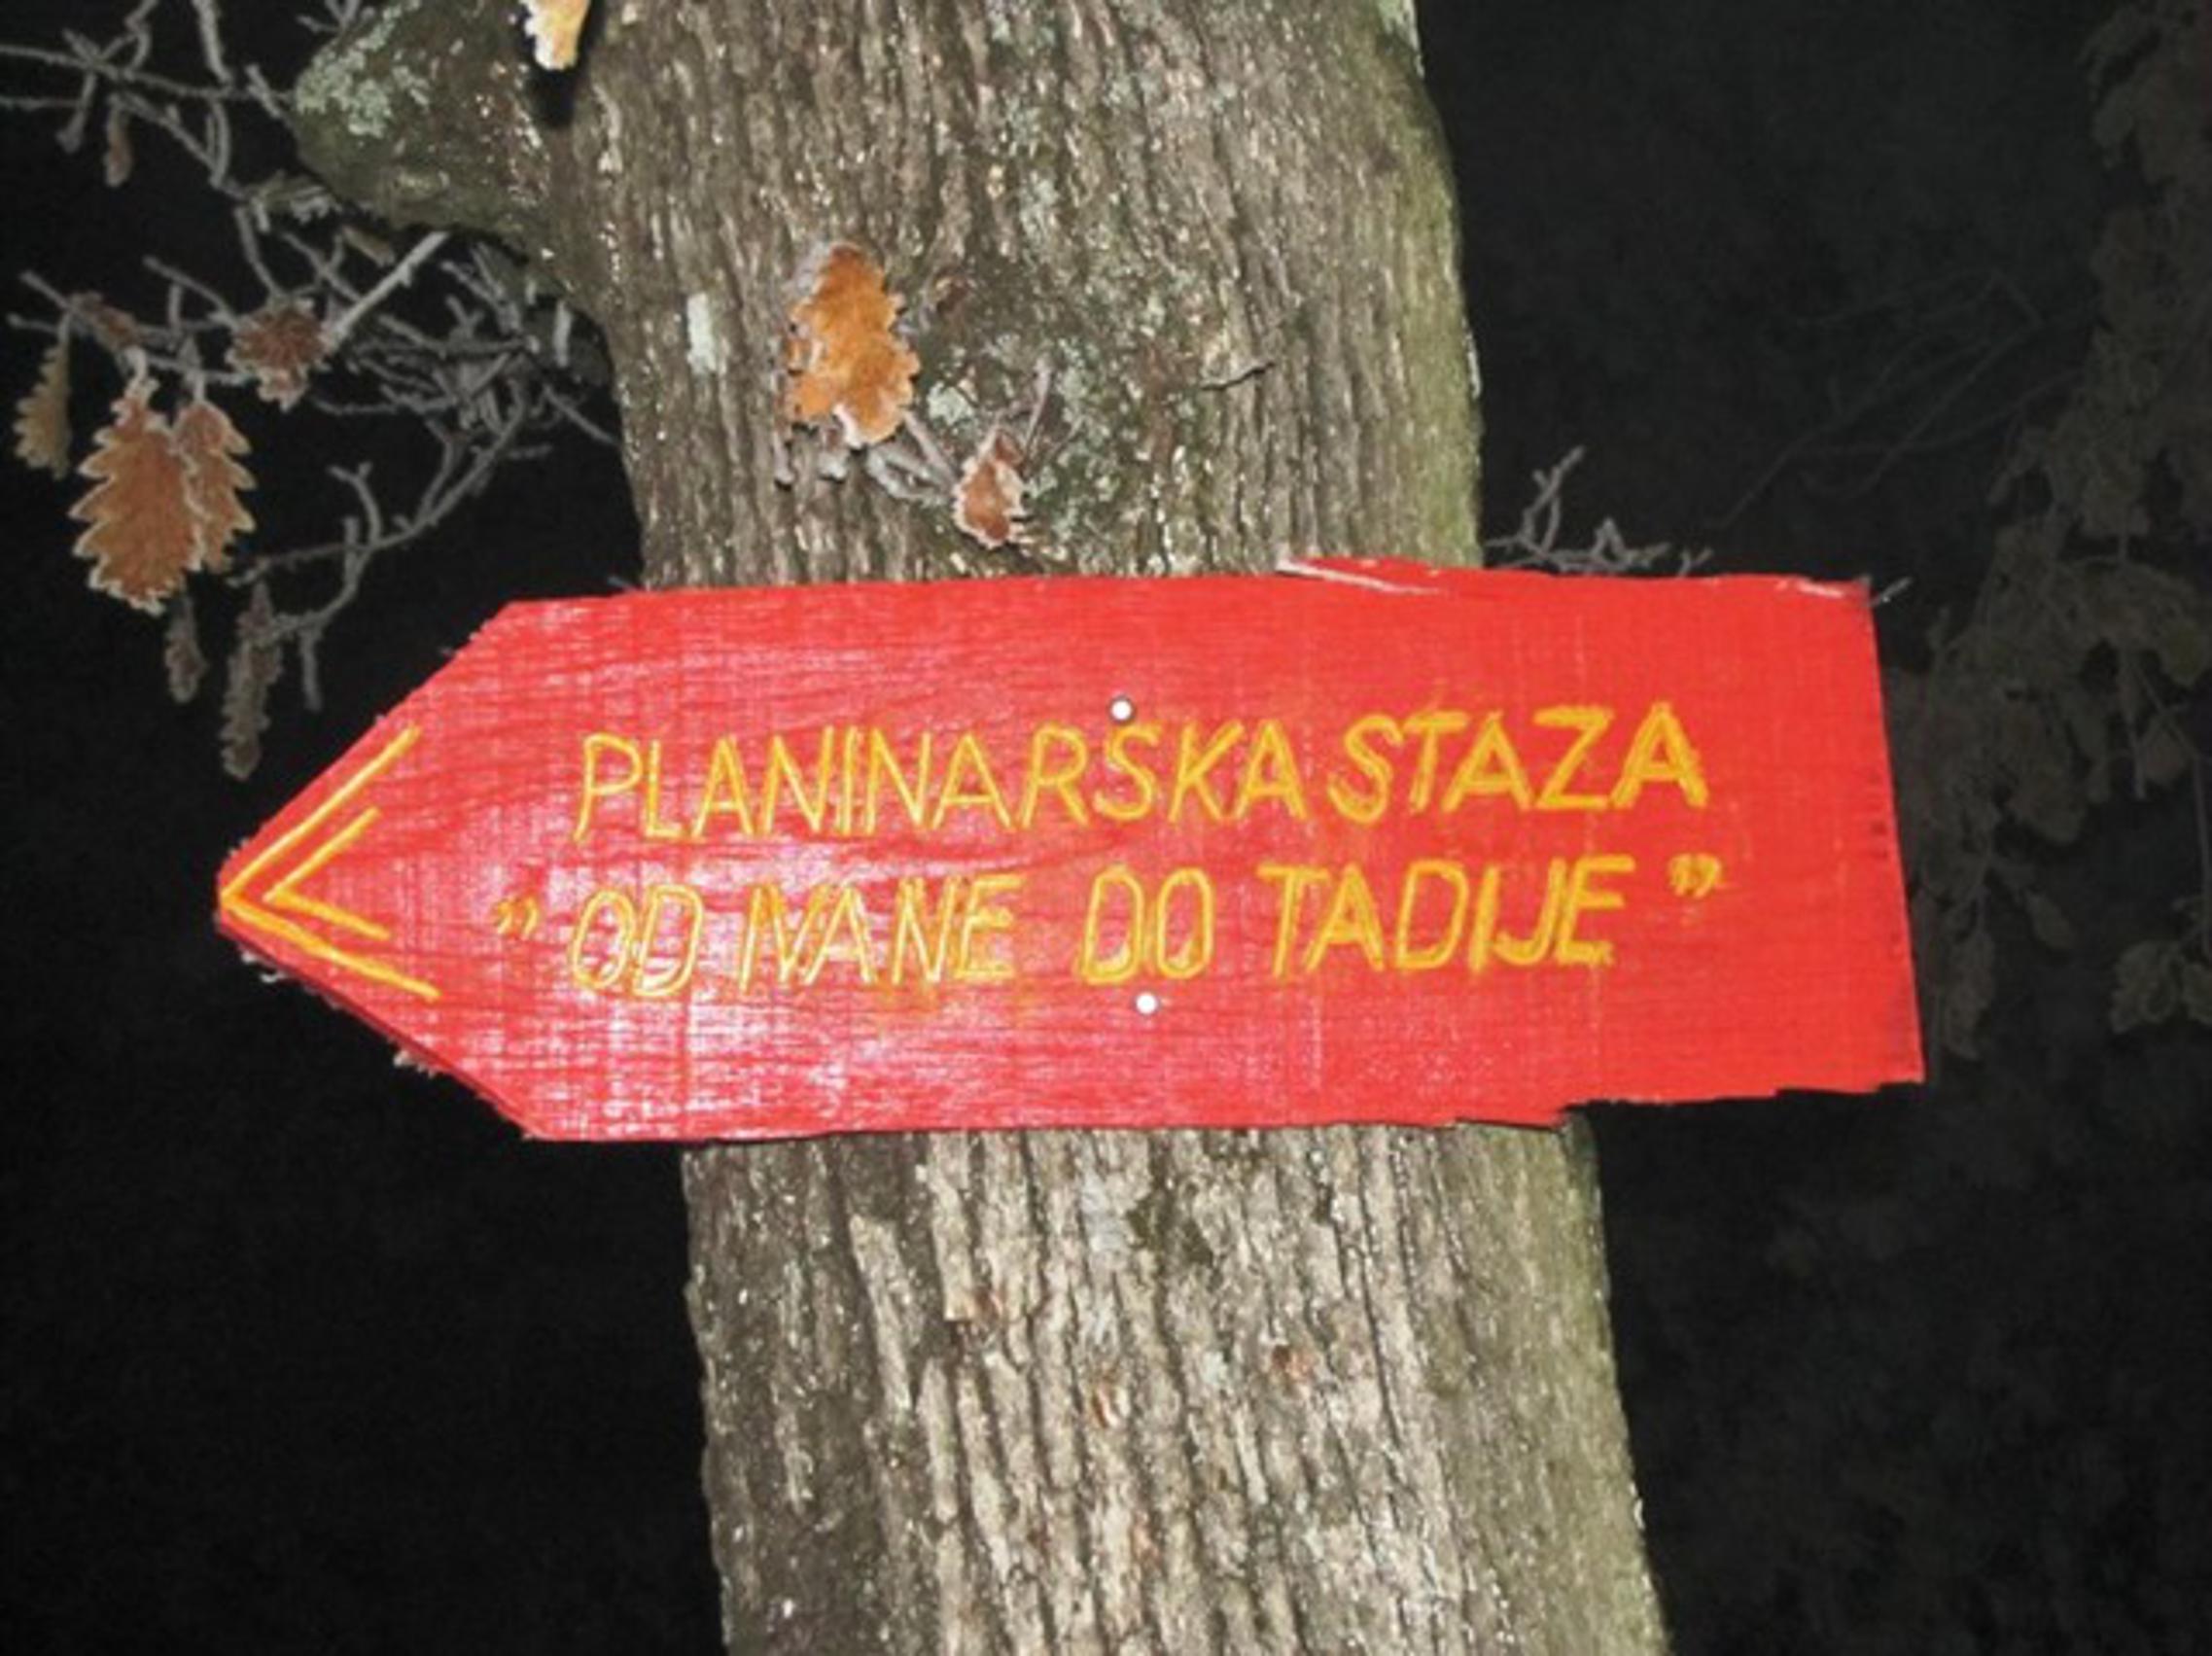 PLANINARSKA STAZA
"OD IVANE DO TADIJE"